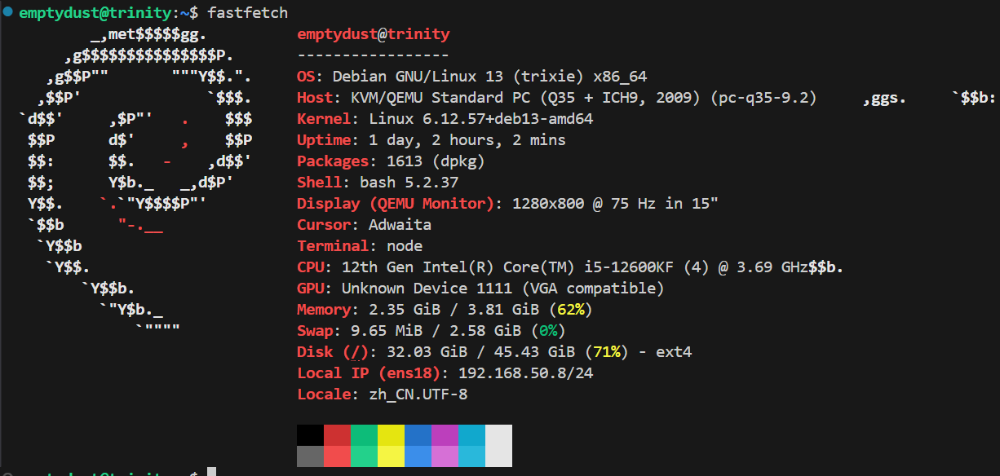 emptydust@trinity:~$ fastfetch
       _,met$$$$$gg.          emptydust@trinity
    ,g$$$$$$$$$$$$$$$P.       -----------------
  ,g$$P""       """Y$$.".     OS: Debian GNU/Linux 13 (trixie) x86_64
 ,$$P'              `$$$.     Host: KVM/QEMU Standard PC (Q35 + ICH9, 2009) (pc-q35-9.2)     ,ggs.     `$$b:
`d$$'     ,$P"'   .    $$$    Kernel: Linux 6.12.57+deb13-amd64
 $$P      d$'     ,    $$P    Uptime: 1 day, 2 hours, 2 mins
 $$:      $$.   -    ,d$$'    Packages: 1613 (dpkg)
 $$;      Y$b._   _,d$P'      Shell: bash 5.2.37
 Y$$.    `.`"Y$$$$P"'         Display (QEMU Monitor): 1280x800 @ 75 Hz in 15"
 `$$b      "-.__              Cursor: Adwaita
  `Y$$b                       Terminal: node
   `Y$$.                      CPU: 12th Gen Intel(R) Core(TM) i5-12600KF (4) @ 3.69 GHz$$b.
       `Y$$b.                 GPU: Unknown Device 1111 (VGA compatible)
         `"Y$b._              Memory: 2.35 GiB / 3.81 GiB (62%)
             `""""            Swap: 9.65 MiB / 2.58 GiB (0%)
                              Disk (/): 32.03 GiB / 45.43 GiB (71%) - ext4
                              Local IP (ens18): 192.168.50.8/24
                              Locale: zh_CN.UTF-8